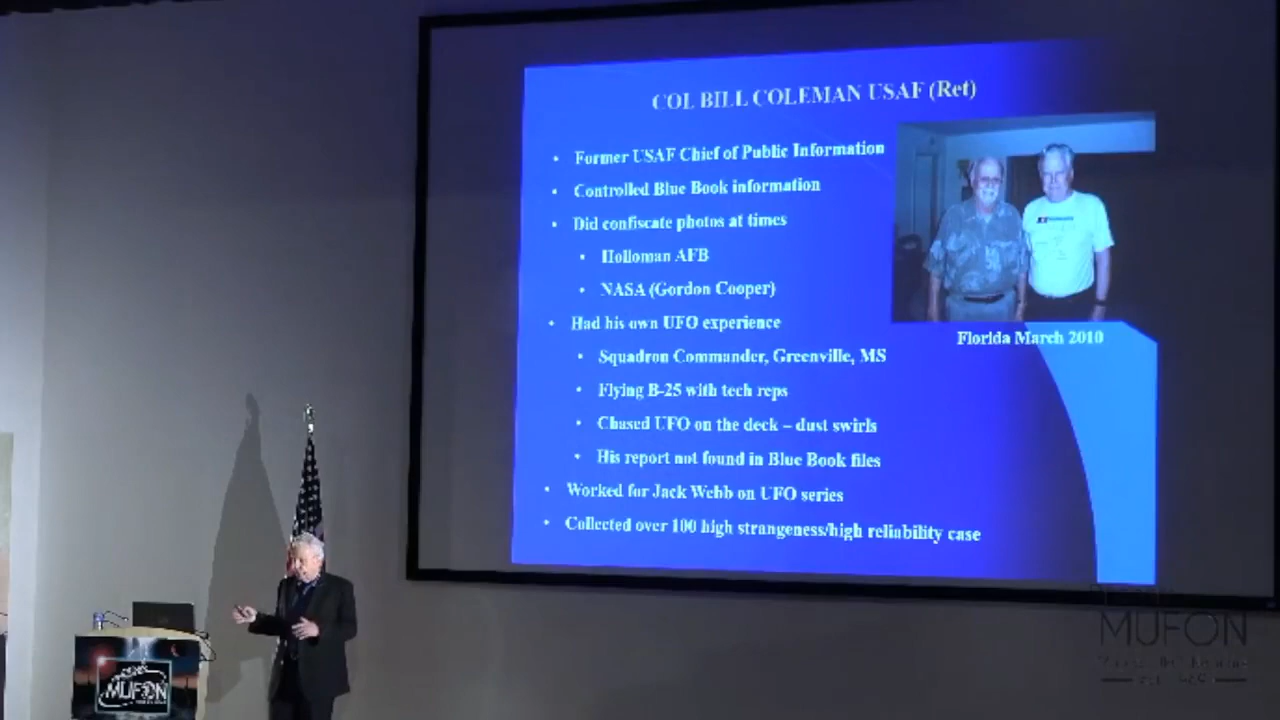 COL BILL COLEMAN USAF (Ret)
• Former USAF Chief of Public Information
• Controlled Blue Book information
• Did confiscate photos at times
• Holloman AFB
• NASA (Gordon Cooper)
• Had his own UFO experience
• Squadron Commander, Greenville, MS
• Flying B-25 with tech reps
• Chased UFO on the deck – dust swirls
• His report not found in Blue Book files
• Worked for Jack Webb on UFO series
• Collected over 100 high strangeness/high reliability case
Florida March 2010
MUFON
MUFON